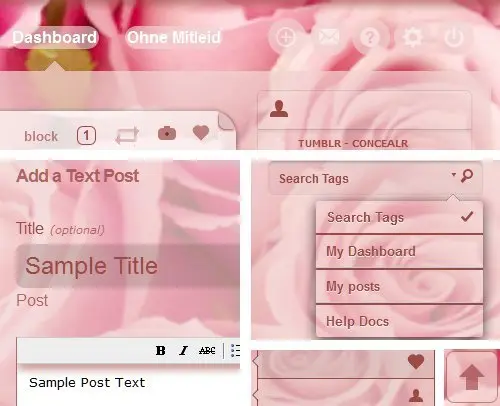 Dashboard Ohne Mitleid
block 1
TUMBLR - CONCEALR
Add a Text Post
Title (optional)
Sample Title
Post
B I ABC
Sample Post Text
Search Tags
Search Tags
My Dashboard
My posts
Help Docs